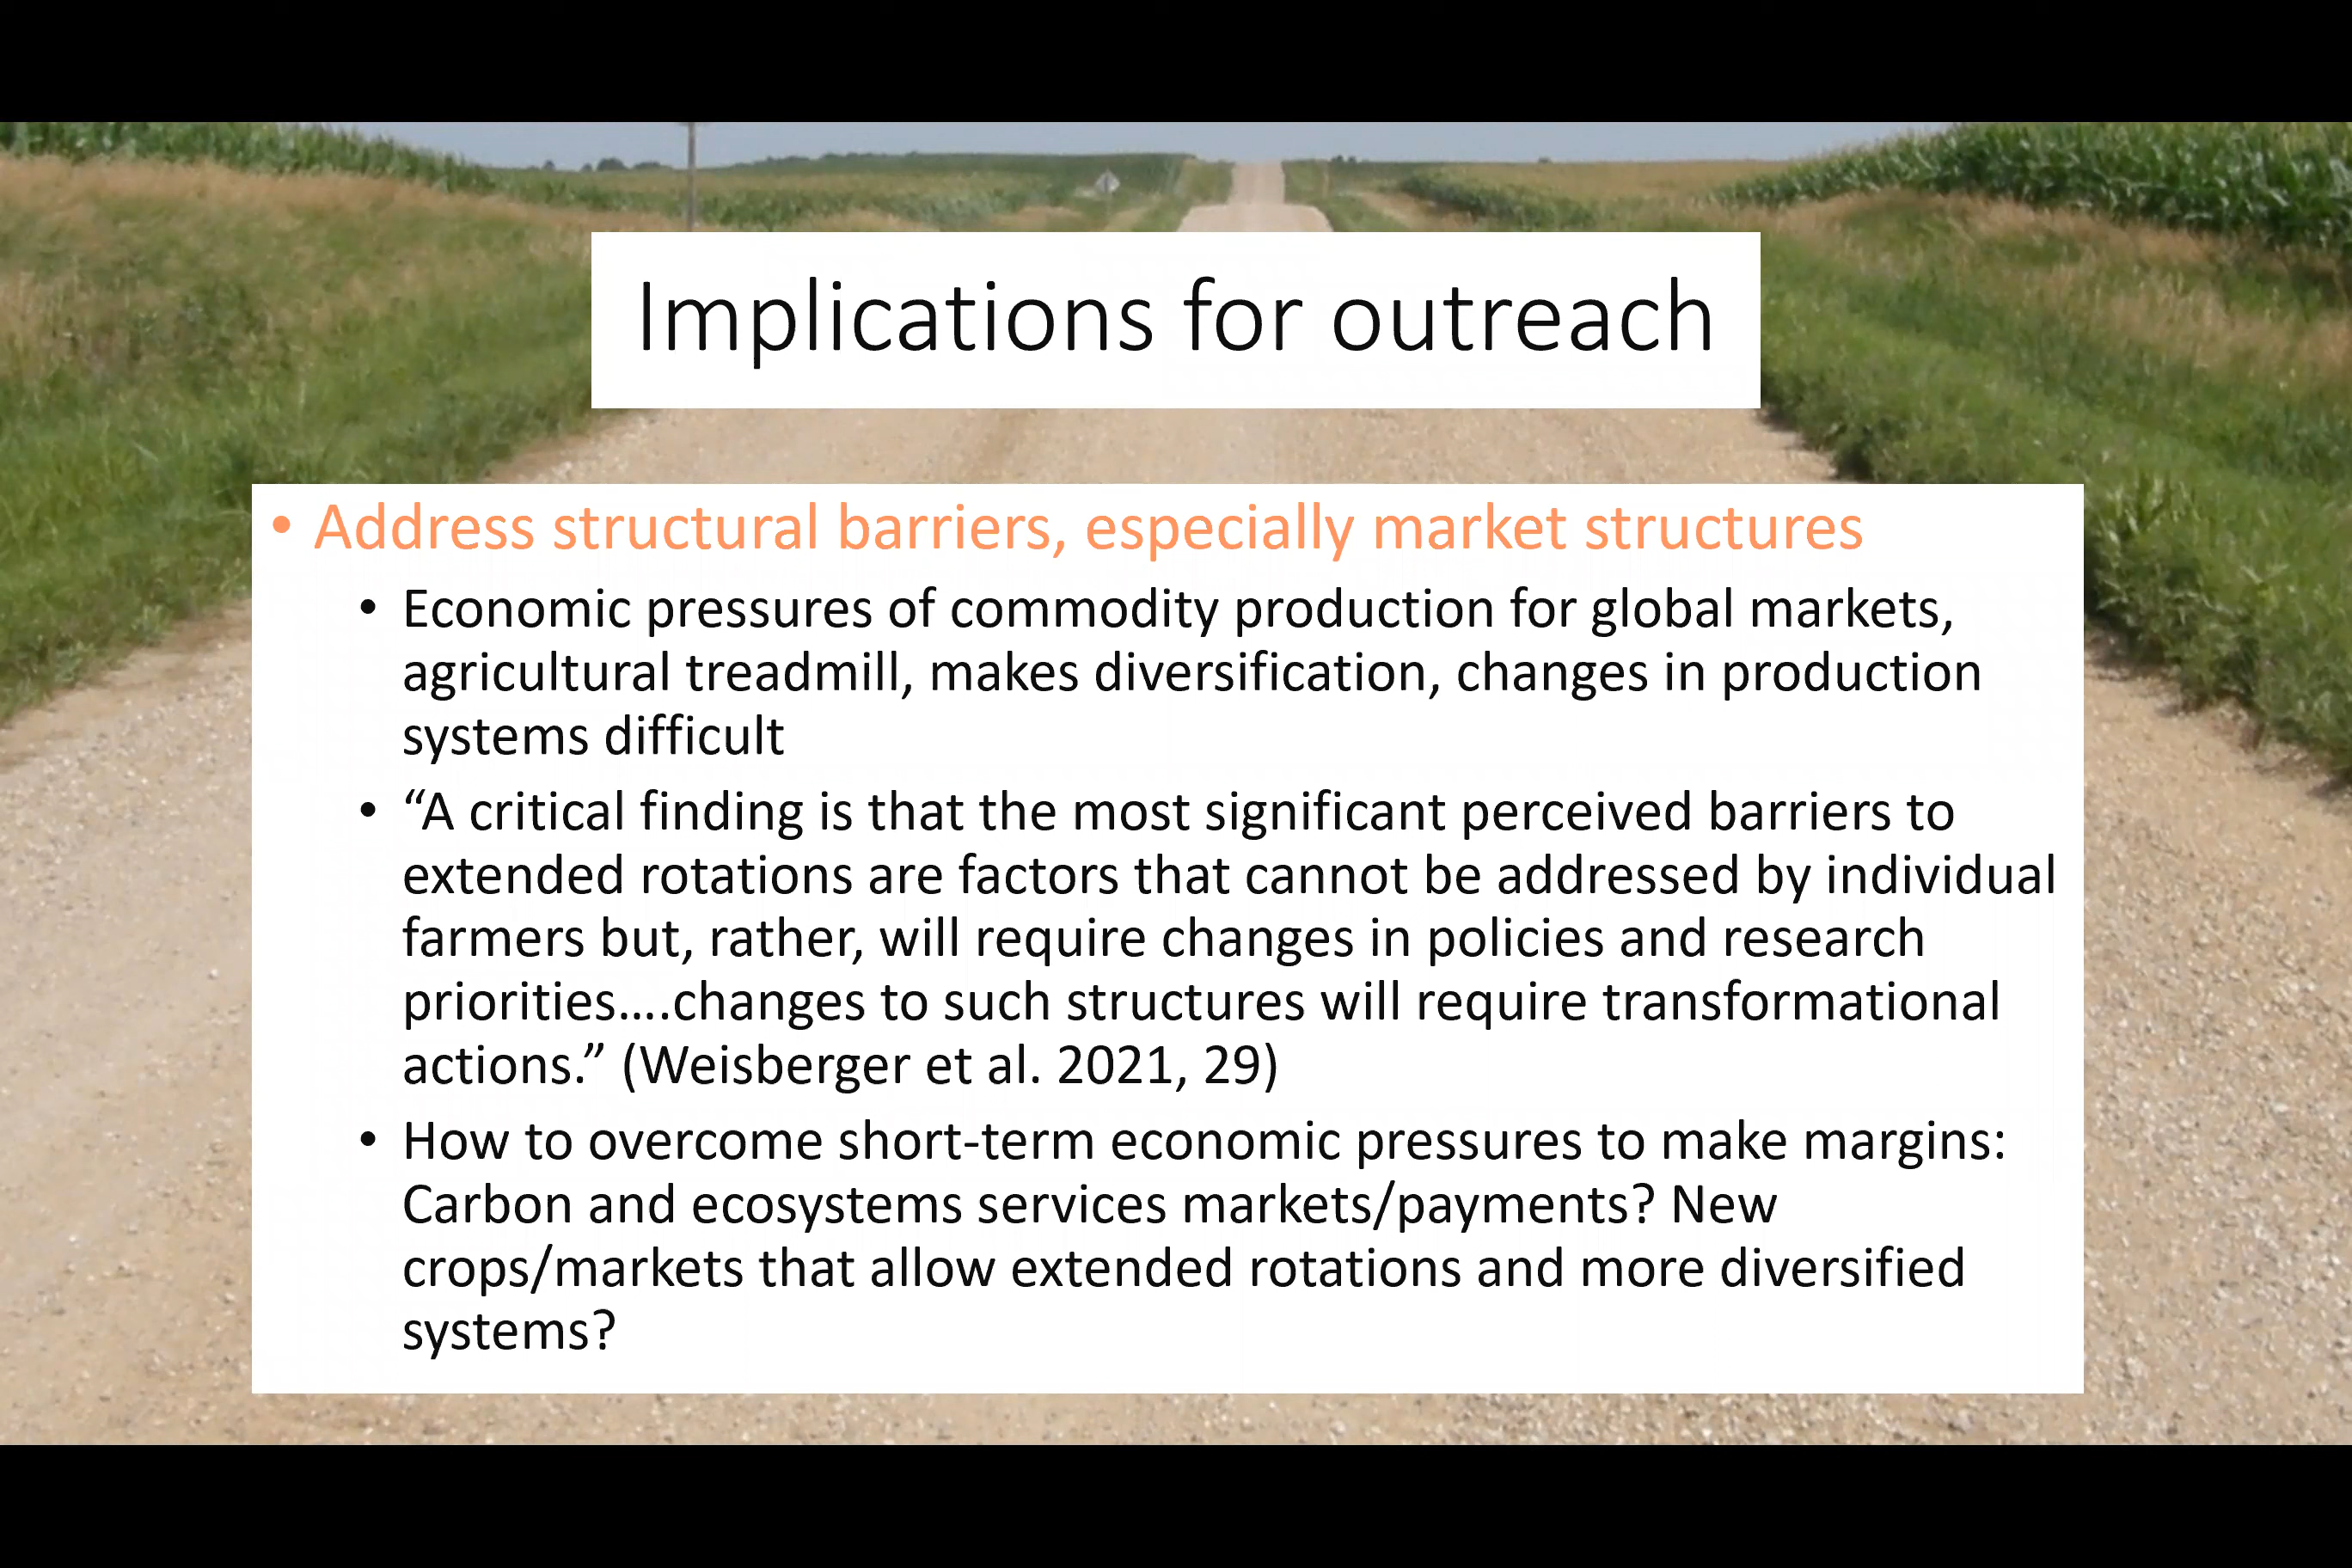 Implications for outreach
• Address structural barriers, especially market structures
• Economic pressures of commodity production for global markets,
agricultural treadmill, makes diversification, changes in production
systems difficult
• “A critical finding is that the most significant perceived barriers to
extended rotations are factors that cannot be addressed by individual
farmers but, rather, will require changes in policies and research
priorities....changes to such structures will require transformational
actions.” (Weisberger et al. 2021, 29)
• How to overcome short-term economic pressures to make margins:
Carbon and ecosystems services markets/payments? New
crops/markets that allow extended rotations and more diversified
systems?